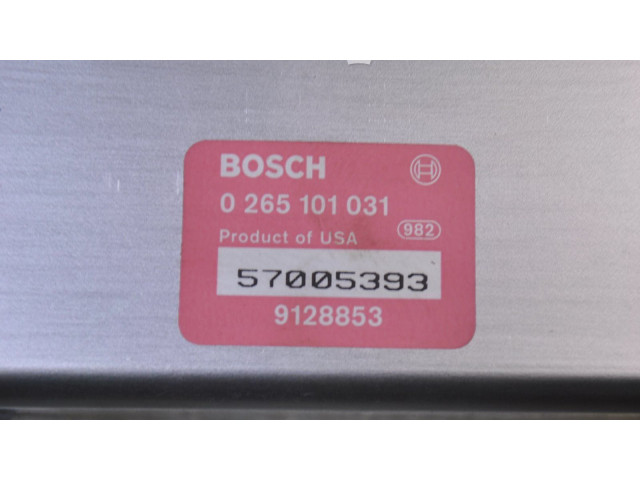 BOSCH
0 265 101 031
Product of USA 982
57005393
9128853